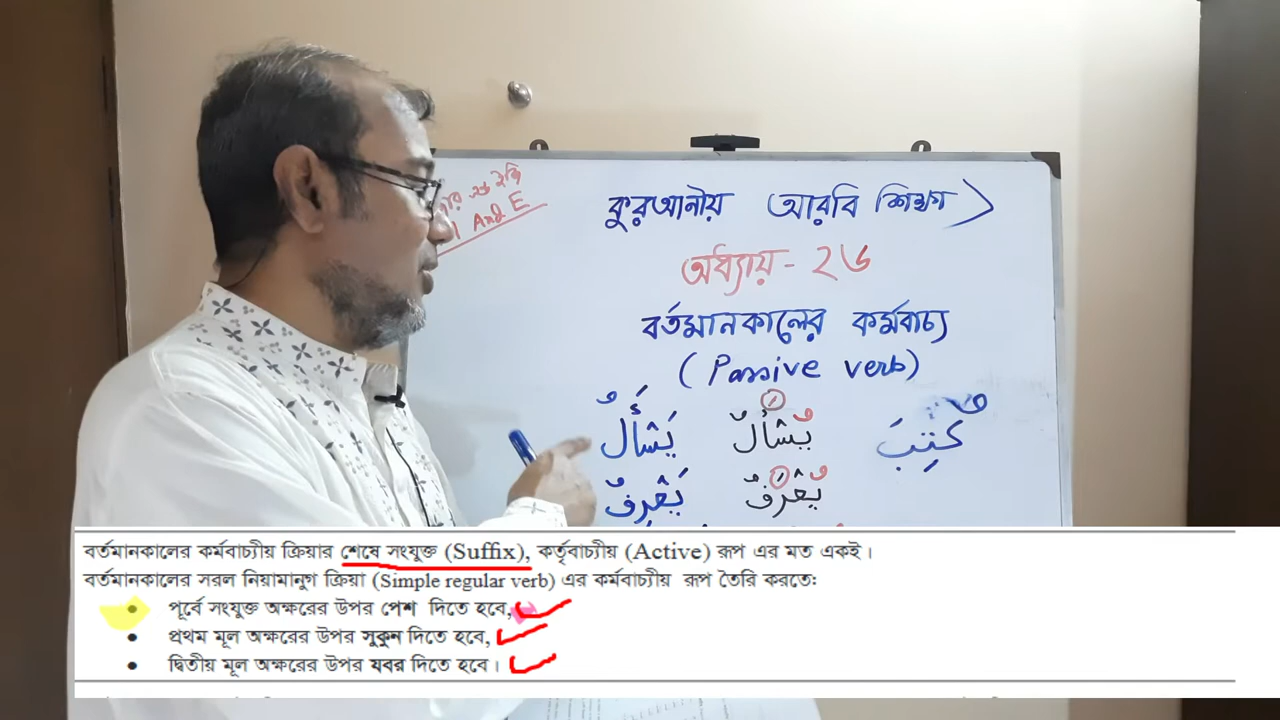 কুরআনীয় আরবি শিক্ষণ
অধ্যায় - ২৬
বর্তমানকালের কর্মবাচ্য
(Passive verb)
And E
يَسْأَلُ يُسْأَلُ كُتِبَ
يَعْرِفُ يُعْرَفُ
বর্তমানকালের কর্মবাচ্যীয় ক্রিয়ার শেষে সংযুক্ত (Suffix), কর্তৃবাচ্যীয় (Active) রূপ এর মত একই।
বর্তমানকালের সরল নিয়ামানুগ ক্রিয়া (Simple regular verb) এর কর্মবাচ্যীয় রূপ তৈরি করতেঃ
• পূর্বে সংযুক্ত অক্ষরের উপর পেশ দিতে হবে,
• প্রথম মূল অক্ষরের উপর সুকুন দিতে হবে,
• দ্বিতীয় মূল অক্ষরের উপর যবর দিতে হবে।